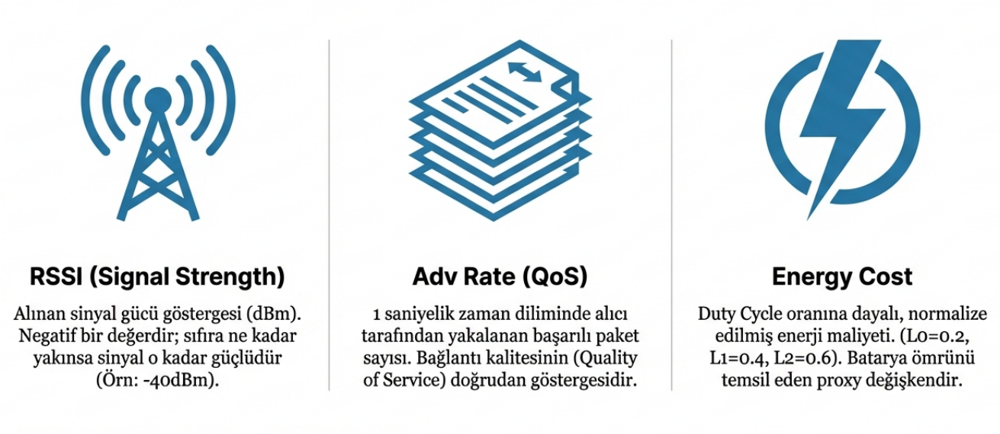 RSSI (Signal Strength)
Alınan sinyal gücü göstergesi (dBm).
Negatif bir değerdir; sıfıra ne kadar
yakınsa sinyal o kadar güçlüdür
(Örn: -40dBm).
Adv Rate (QoS)
1 saniyelik zaman diliminde alıcı
tarafından yakalanan başarılı paket
sayısı. Bağlantı kalitesinin (Quality
of Service) doğrudan göstergesidir.
Energy Cost
Duty Cycle oranına dayalı, normalize
edilmiş enerji maliyeti. (L0=0.2,
L1=0.4, L2=0.6). Batarya ömrünü
temsil eden proxy değişkendir.